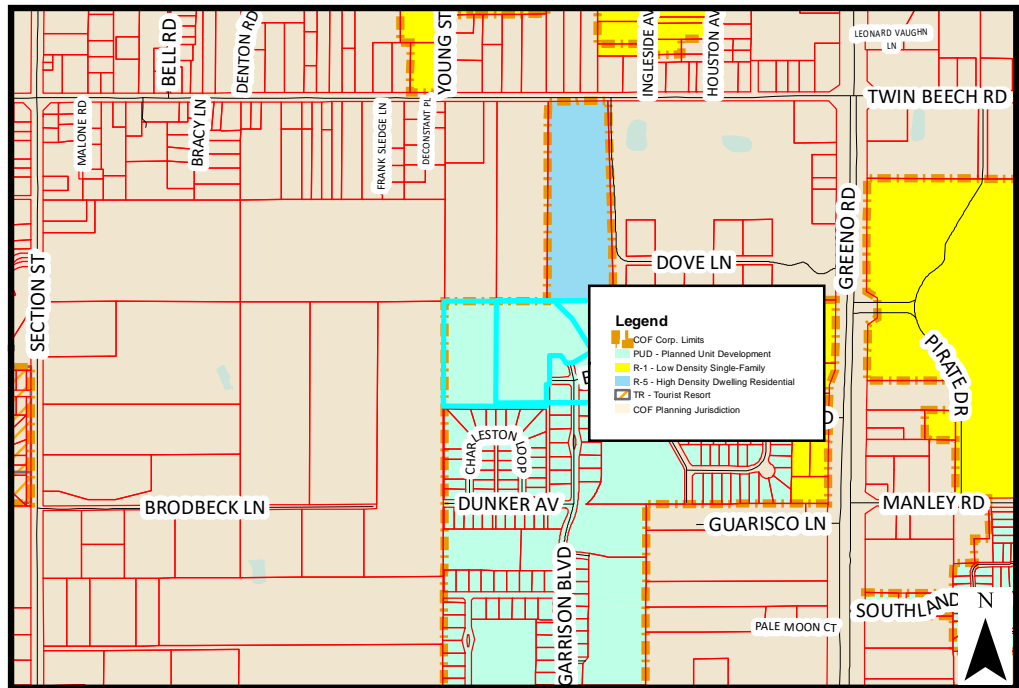 BELL RD
DENTON RD
YOUNG ST
INGLESIDE AV
HOUSTON AV
LEONARD VAUGHN
LN
TWIN BEECH RD
MALONE RD
BRACY LN
FRANK SLEDGE LN
DECONSTANT PL
SECTION ST
GREENO RD
DOVE LN
Legend
COF Corp. Limits
PUD - Planned Unit Development
R-1 - Low Density Single-Family
R-5 - High Density Dwelling Residential
TR - Tourist Resort
COF Planning Jurisdiction
PIRATE DR
CHARLESTON LOOP
BRODBECK LN
DUNKER AV
GUARISCO LN
MANLEY RD
GARRISON BLVD
SOUTHLAND
PALE MOON CT
N